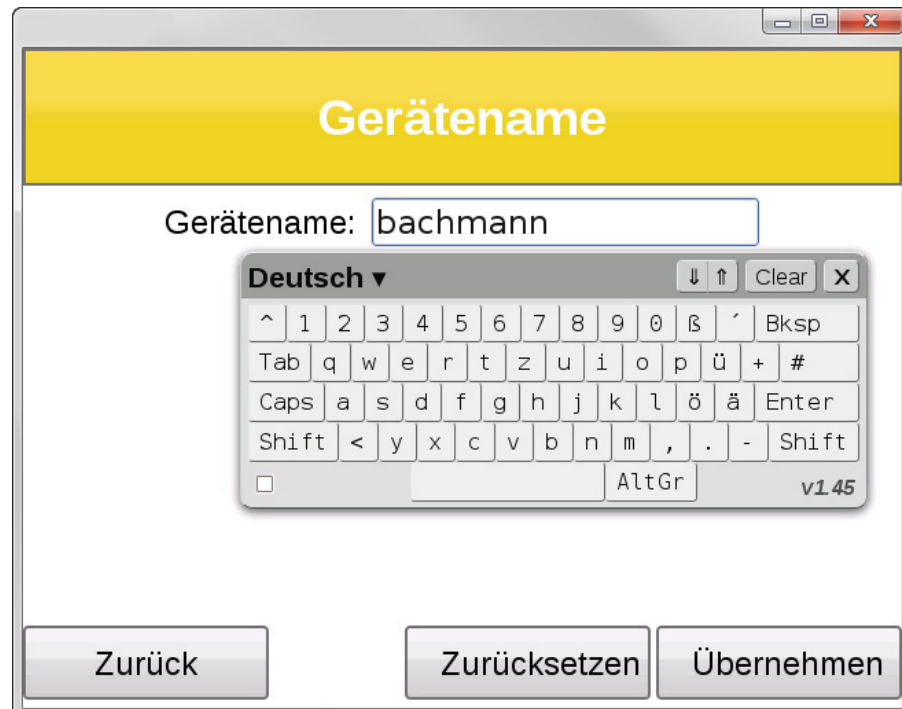 Gerätename
Gerätename: bachmann
Deutsch ▾ ⇓ ⇑ Clear X
^ 1 2 3 4 5 6 7 8 9 0 ß ´ Bksp
Tab q w e r t z u i o p ü + #
Caps a s d f g h j k l ö ä Enter
Shift < y x c v b n m , . - Shift
AltGr v1.45
Zurück Zurücksetzen Übernehmen